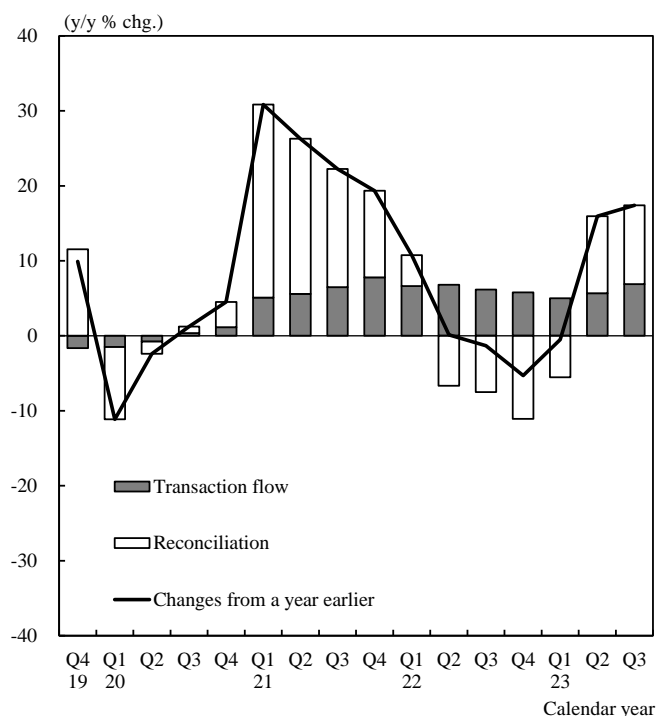 (y/y % chg.)
40
30
20
10
0
-10
-20
-30
-40
Transaction flow
Reconciliation
Changes from a year earlier
Q4 Q1 Q2 Q3 Q4 Q1 Q2 Q3 Q4 Q1 Q2 Q3 Q4 Q1 Q2 Q3
19 20 21 22 23
Calendar year